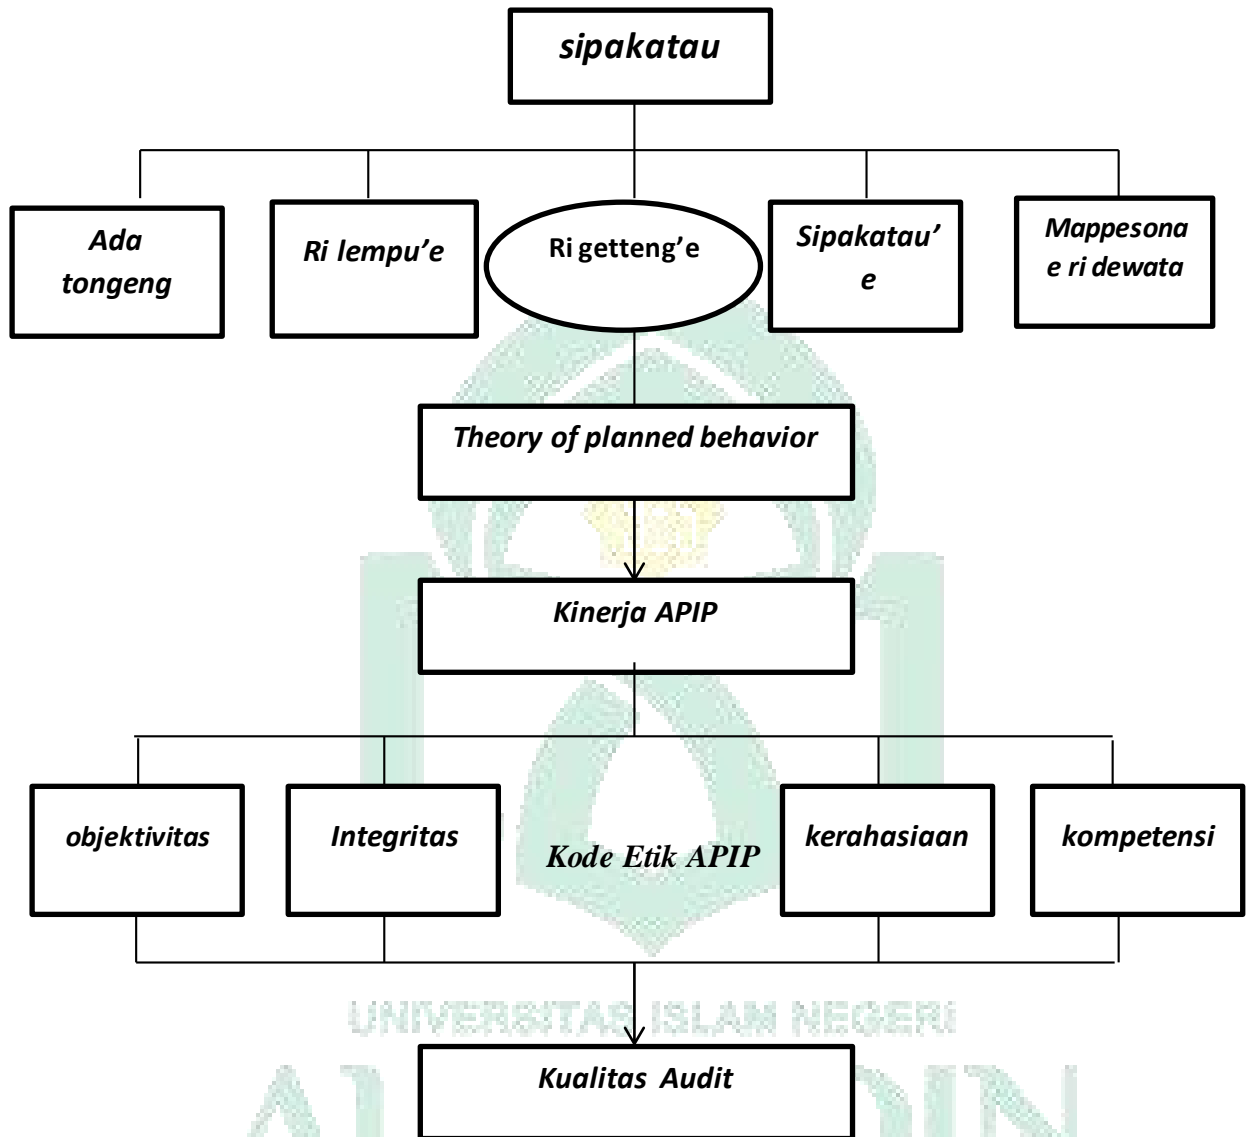 sipakatau
Ada
tongeng
Ri lempu'e
Ri getteng'e
Sipakatau'
e
Mappesona
e ri dewata
Theory of planned behavior
Kinerja APIP
objektivitas
Integritas
Kode Etik APIP
kerahasiaan
kompetensi
UNIVERSITAS ISLAM NEGERI
Kualitas Audit